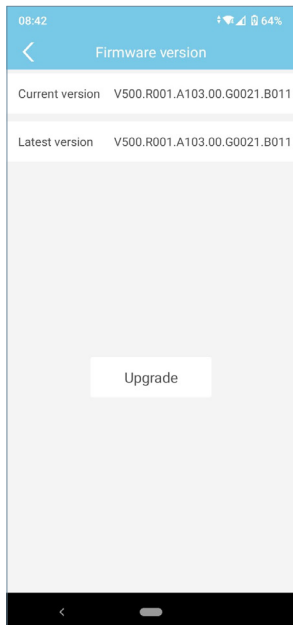 08:42 64%
Firmware version
Current version V500.R001.A103.00.G0021.B011
Latest version V500.R001.A103.00.G0021.B011
Upgrade